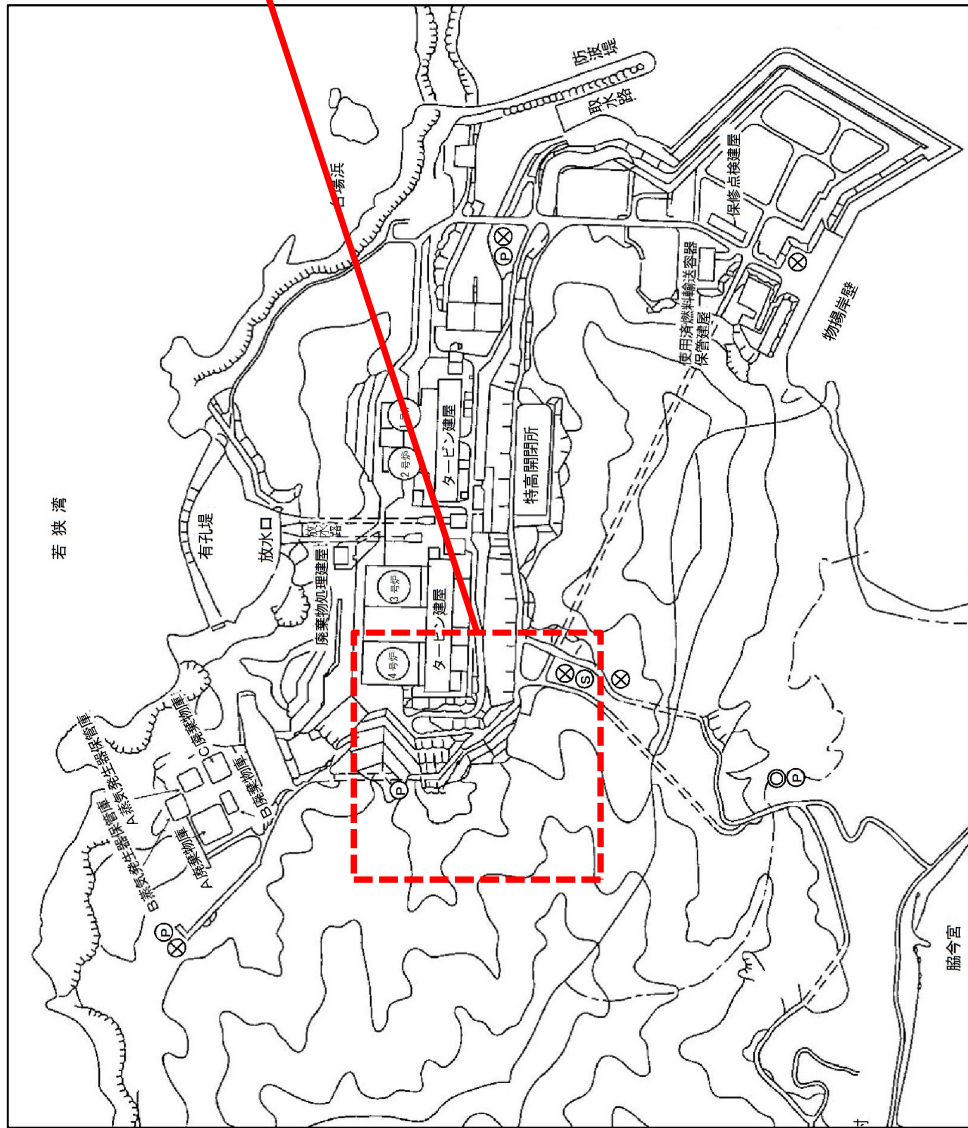 若狭湾
防波堤
取水路
有孔堤
放水口
廃棄物処理建屋
B蒸気発生器保管庫
A蒸気発生器保管庫
C廃棄物庫
B廃棄物庫
A廃棄物庫
4号炉
3号炉
2号炉
タービン建屋
タービン建屋
特高開閉所
保修点検建屋
使用済燃料輸送容器
保管建屋
物揚岸壁
脇今宮
P
P
P
P
S